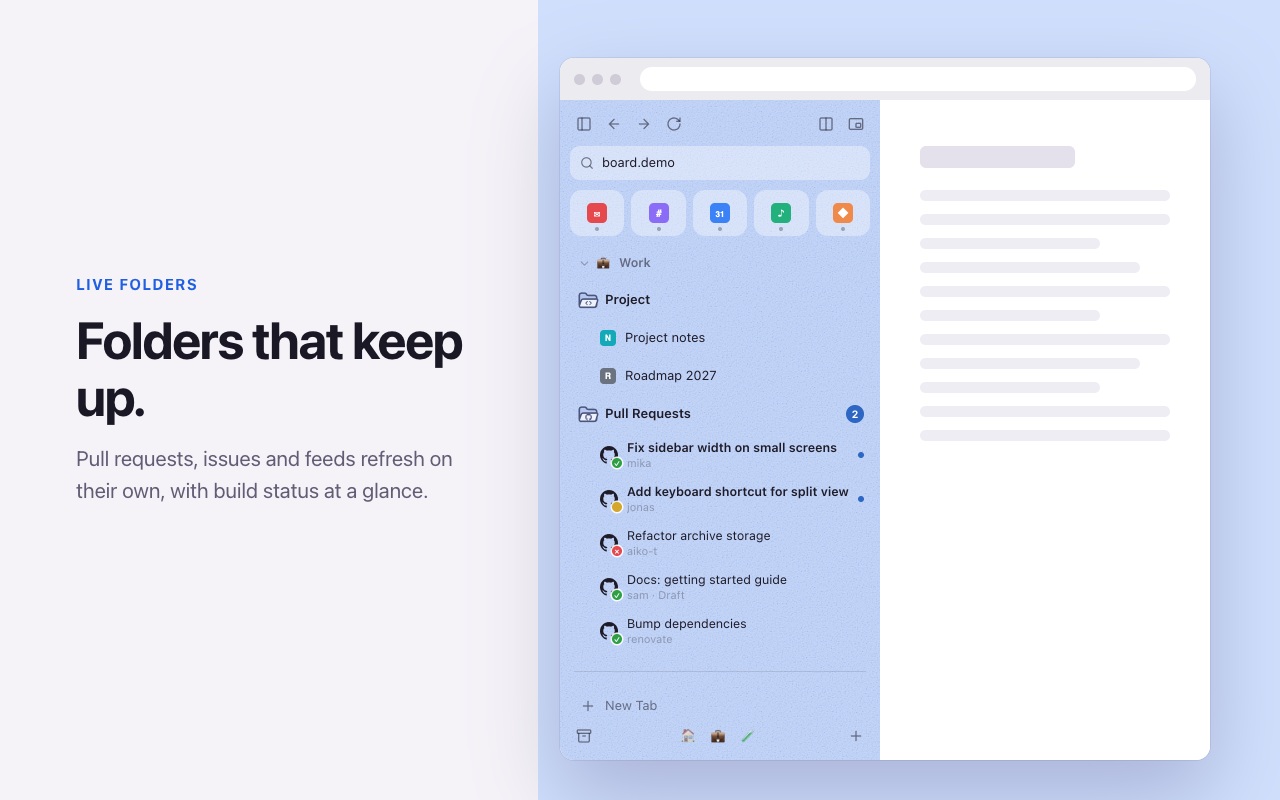 LIVE FOLDERS
Folders that keep
up.
Pull requests, issues and feeds refresh on
their own, with build status at a glance.
board.demo
31
Work
Project
N Project notes
R Roadmap 2027
Pull Requests 2
Fix sidebar width on small screens
mika
Add keyboard shortcut for split view
jonas
Refactor archive storage
aiko-t
Docs: getting started guide
sam · Draft
Bump dependencies
renovate
New Tab